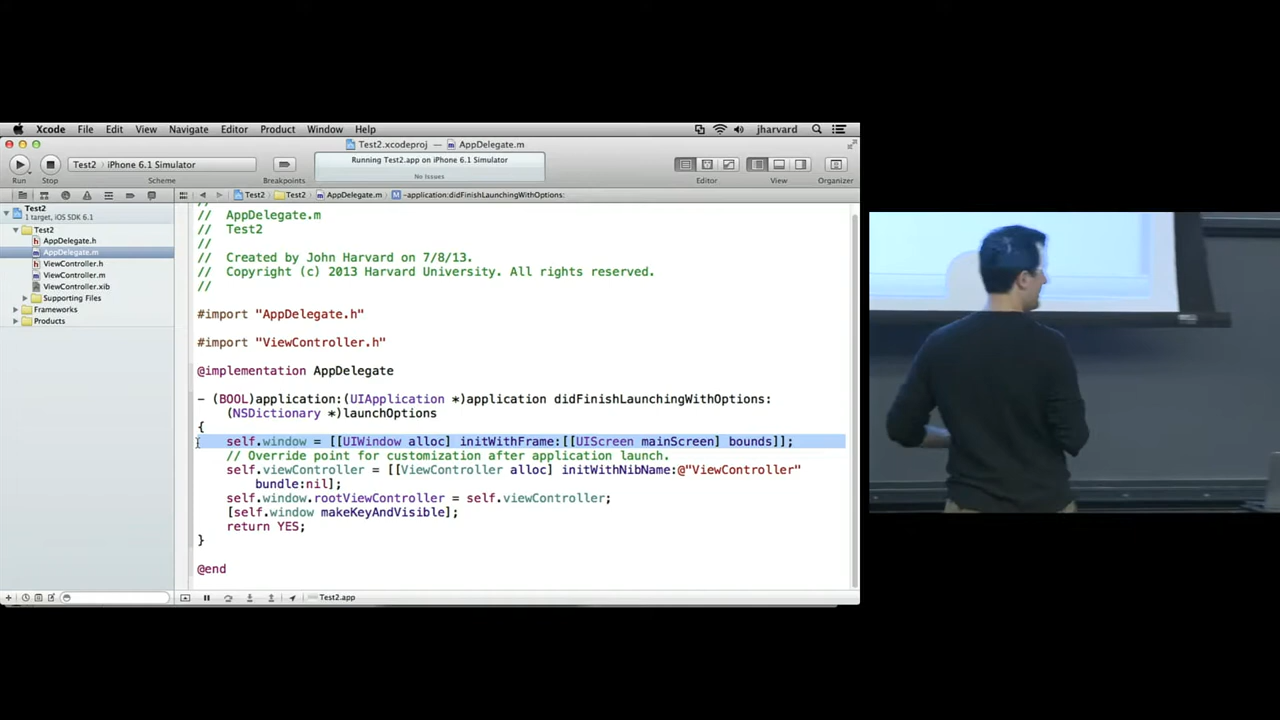 Xcode File Edit View Navigate Editor Product Window Help jharvard
Test2.xcodeproj — AppDelegate.m
Test2 iPhone 6.1 Simulator
Running Test2.app on iPhone 6.1 Simulator
No Issues
Run Stop Scheme Breakpoints Editor View Organizer
Test2 Test2 AppDelegate.m -application:didFinishLaunchingWithOptions:
Test2
1 target, iOS SDK 6.1
Test2
AppDelegate.h
AppDelegate.m
ViewController.h
ViewController.m
ViewController.xib
Supporting Files
Frameworks
Products
//
// AppDelegate.m
// Test2
//
// Created by John Harvard on 7/8/13.
// Copyright (c) 2013 Harvard University. All rights reserved.
//
#import "AppDelegate.h"
#import "ViewController.h"
@implementation AppDelegate
- (BOOL)application:(UIApplication *)application didFinishLaunchingWithOptions:
(NSDictionary *)launchOptions
{
self.window = [[UIWindow alloc] initWithFrame:[[UIScreen mainScreen] bounds]];
// Override point for customization after application launch.
self.viewController = [[ViewController alloc] initWithNibName:@"ViewController"
bundle:nil];
self.window.rootViewController = self.viewController;
[self.window makeKeyAndVisible];
return YES;
}
@end
Test2.app